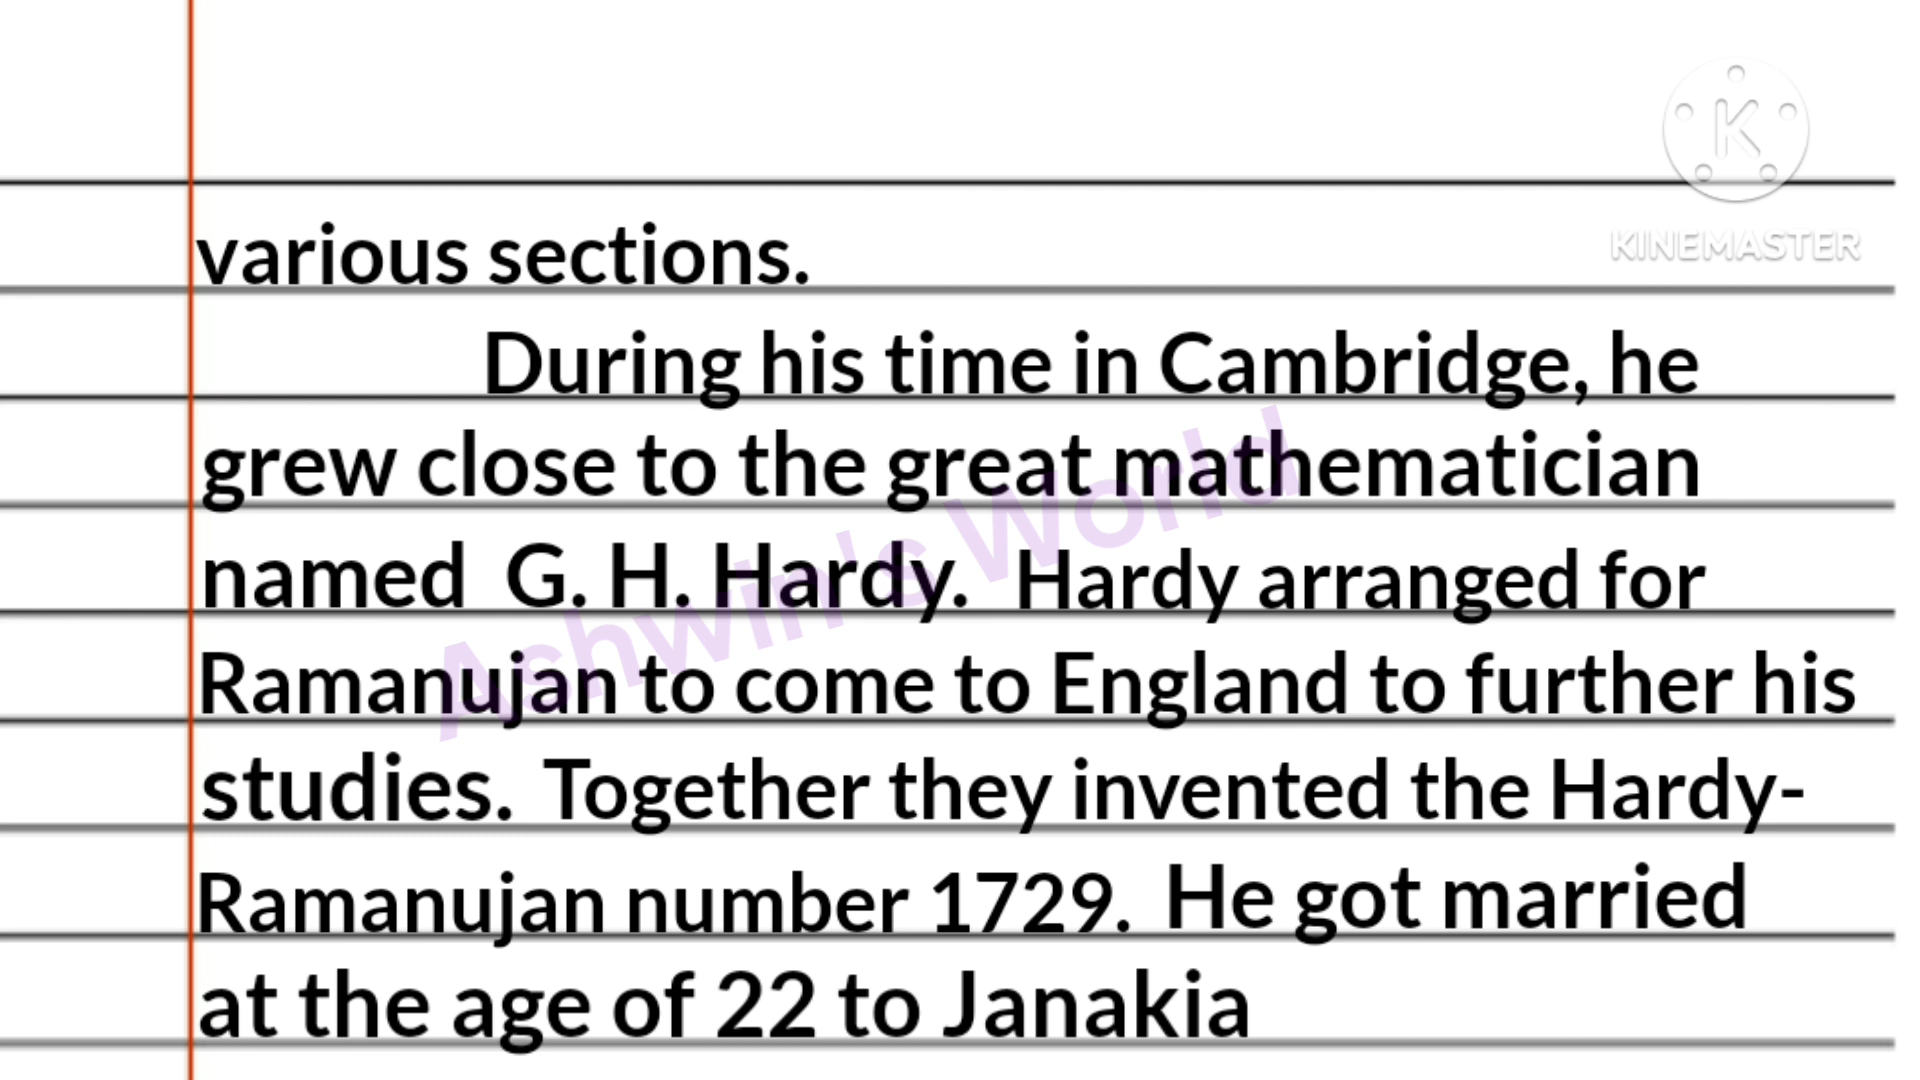 KINEMASTER
various sections.
During his time in Cambridge, he
grew close to the great mathematician
named G. H. Hardy. Hardy arranged for
Ramanujan to come to England to further his
studies. Together they invented the Hardy-
Ramanujan number 1729. He got married
at the age of 22 to Janakia
Ashwin's World